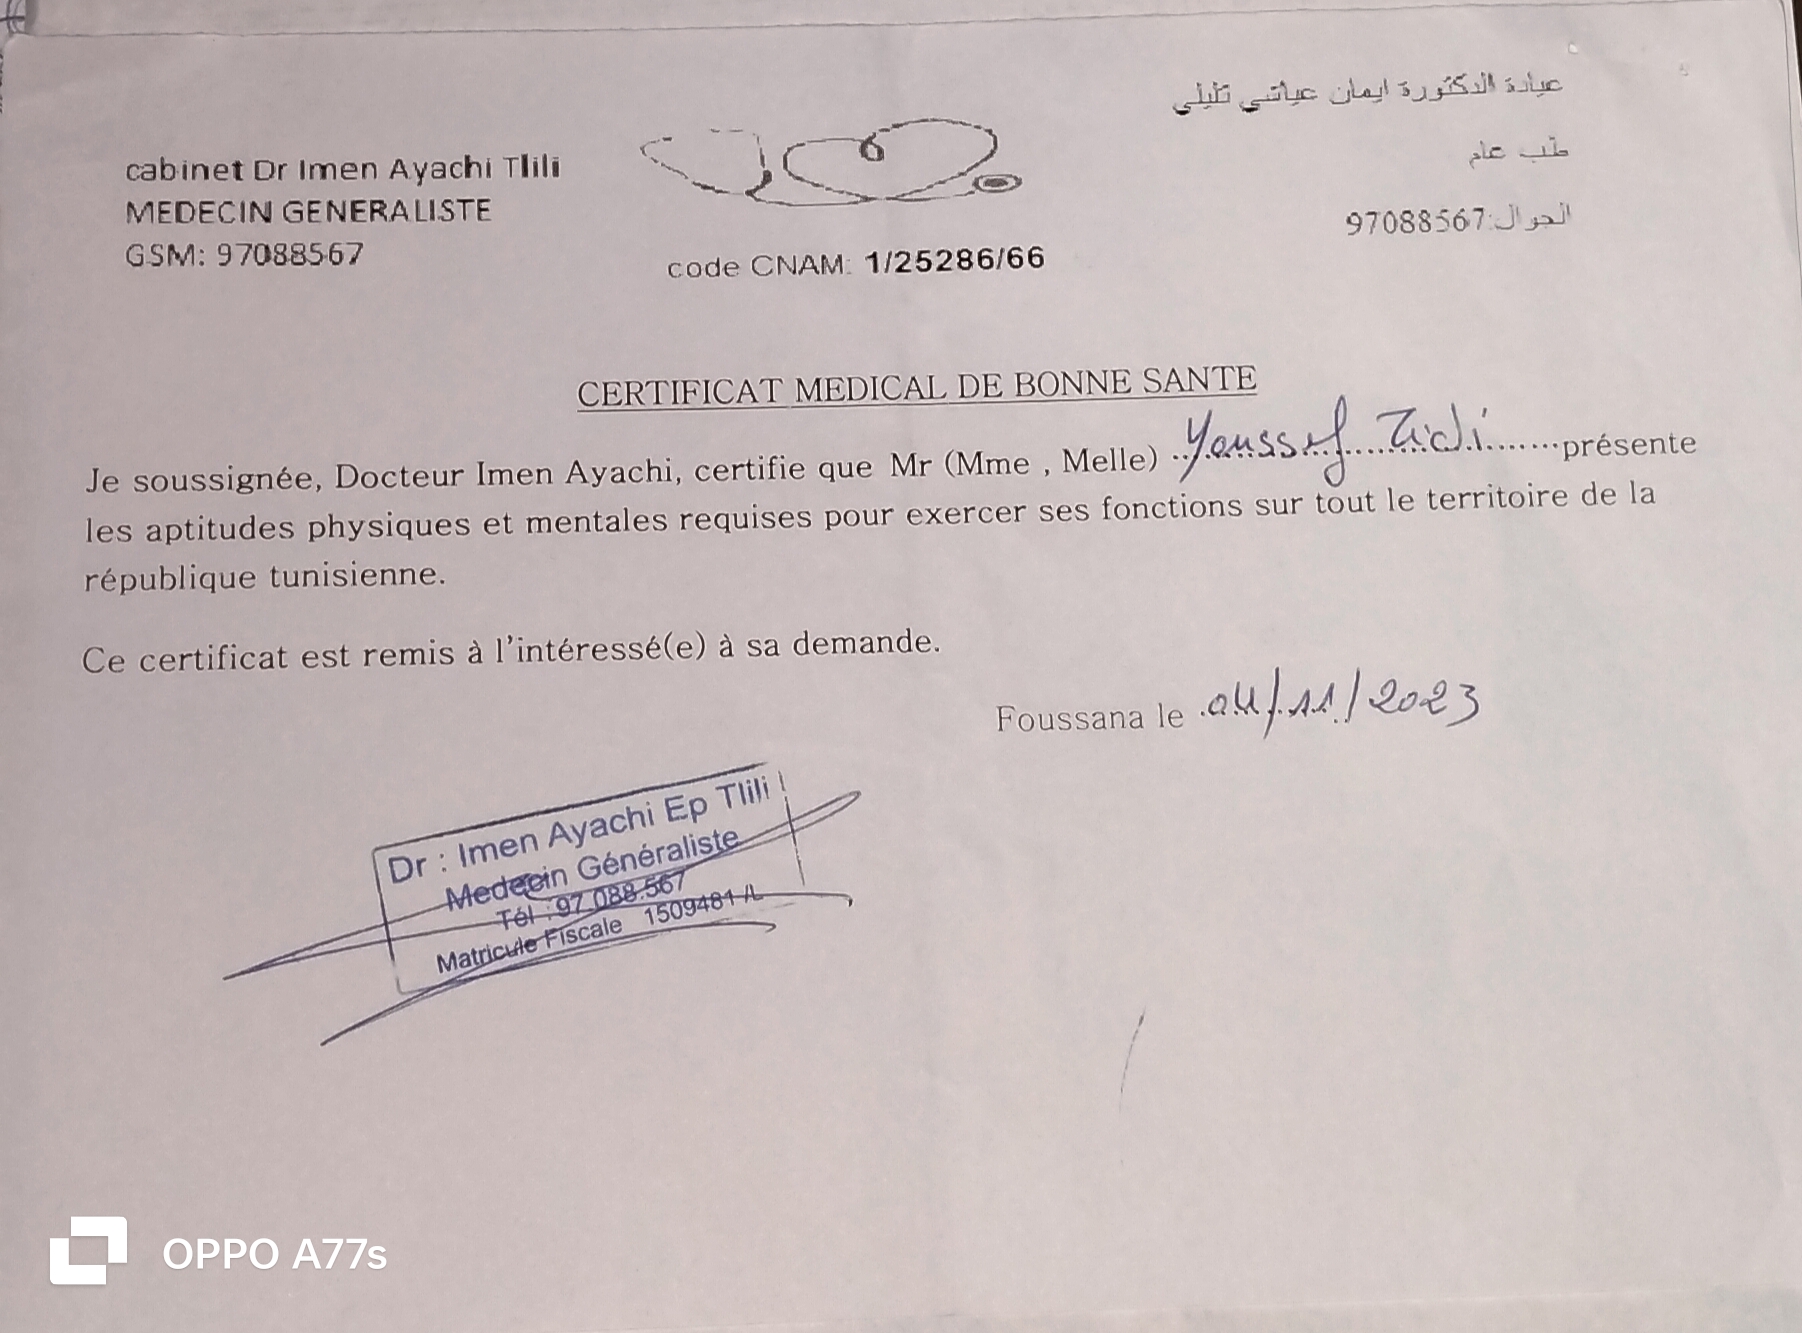 cabinet Dr Imen Ayachi Tlili
MEDECIN GENERALISTE
GSM: 97088567
code CNAM: 1/25286/66
عيادة الدكتورة ايمان عياشي تليلي
طب عام
الجوال:97088567
CERTIFICAT MEDICAL DE BONNE SANTE
Je soussignée, Docteur Imen Ayachi, certifie que Mr (Mme , Melle) Youssef Zidi présente
les aptitudes physiques et mentales requises pour exercer ses fonctions sur tout le territoire de la
république tunisienne.
Ce certificat est remis à l'intéressé(e) à sa demande.
Foussana le 04/11/2023
Dr : Imen Ayachi Ep Tlili
Medecin Généraliste
Tél : 97 088.567
Matricule Fiscale 1509481 /L
OPPO A77s